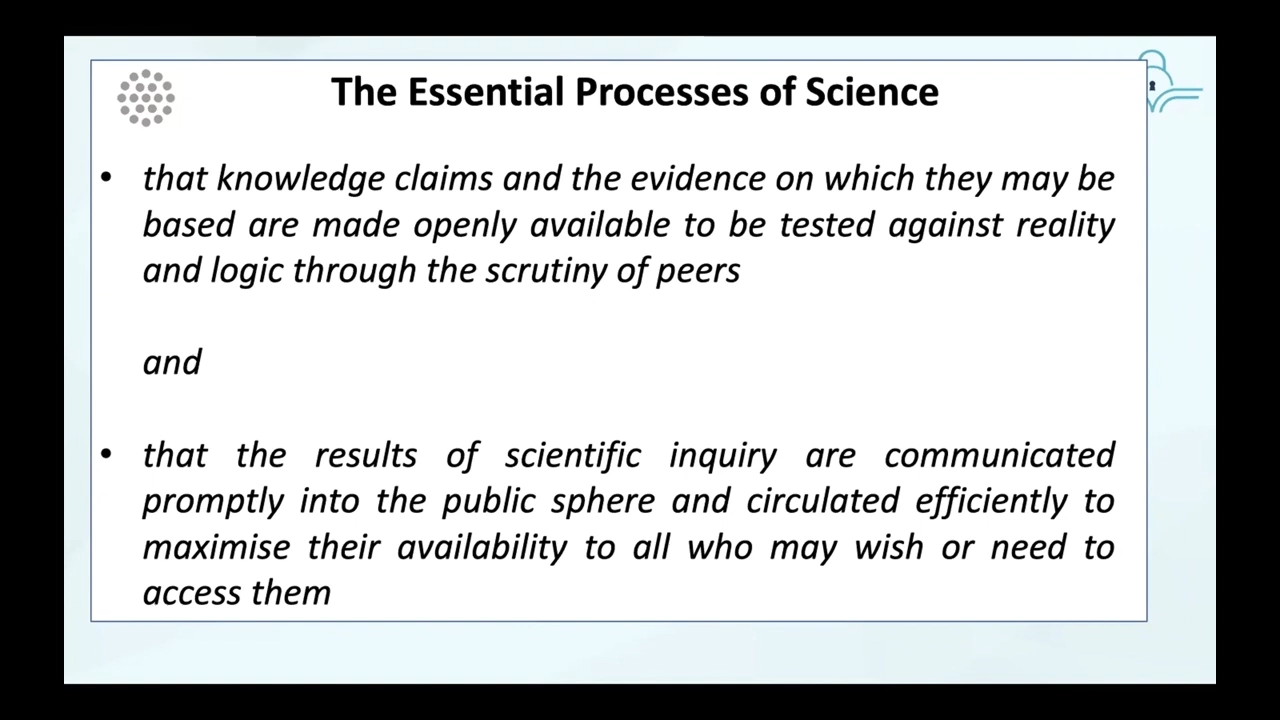 The Essential Processes of Science
• that knowledge claims and the evidence on which they may be
based are made openly available to be tested against reality
and logic through the scrutiny of peers
and
• that the results of scientific inquiry are communicated
promptly into the public sphere and circulated efficiently to
maximise their availability to all who may wish or need to
access them